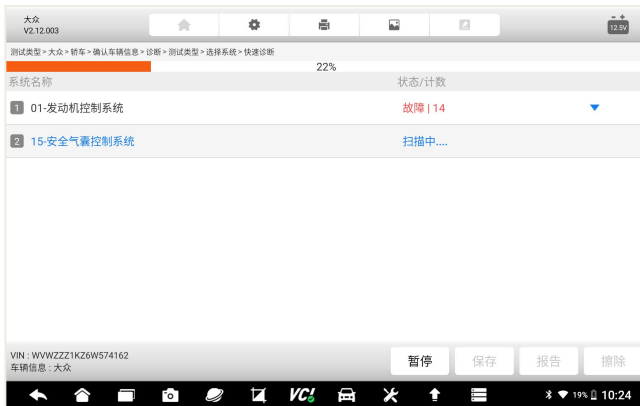 大众
V2.12.003
12.5V
测试类型 > 大众 > 轿车 > 确认车辆信息 > 诊断 > 测试类型 > 选择系统 > 快速诊断
22%
系统名称 状态/计数
1 01-发动机控制系统 故障 | 14
2 15-安全气囊控制系统 扫描中....
VIN : WVWZZZ1KZ6W574162
车辆信息 : 大众
暂停 保存 报告 擦除
VCI 19% 10:24